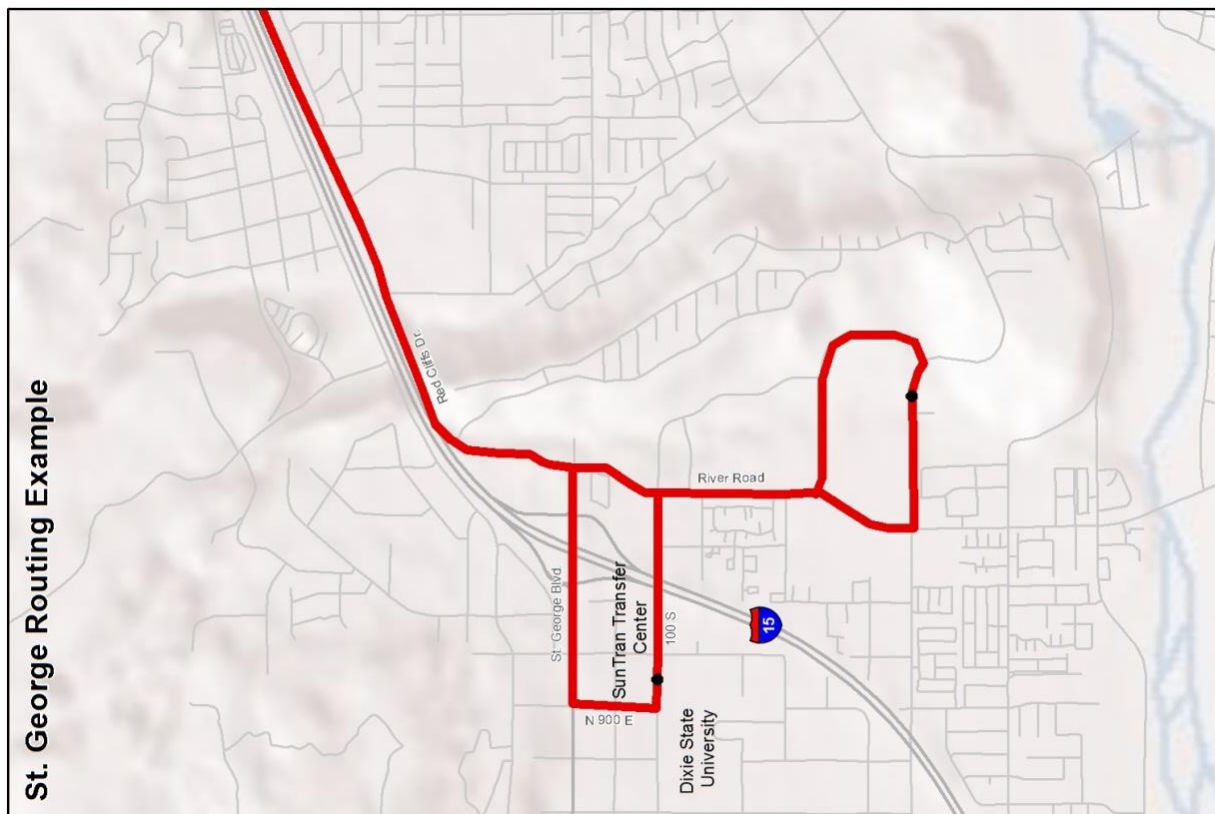 St. George Routing Example
Red Cliffs Dr.
St. George Blvd
River Road
SunTran Transfer
Center
100 S
15
N 900 E
Dixie State
University